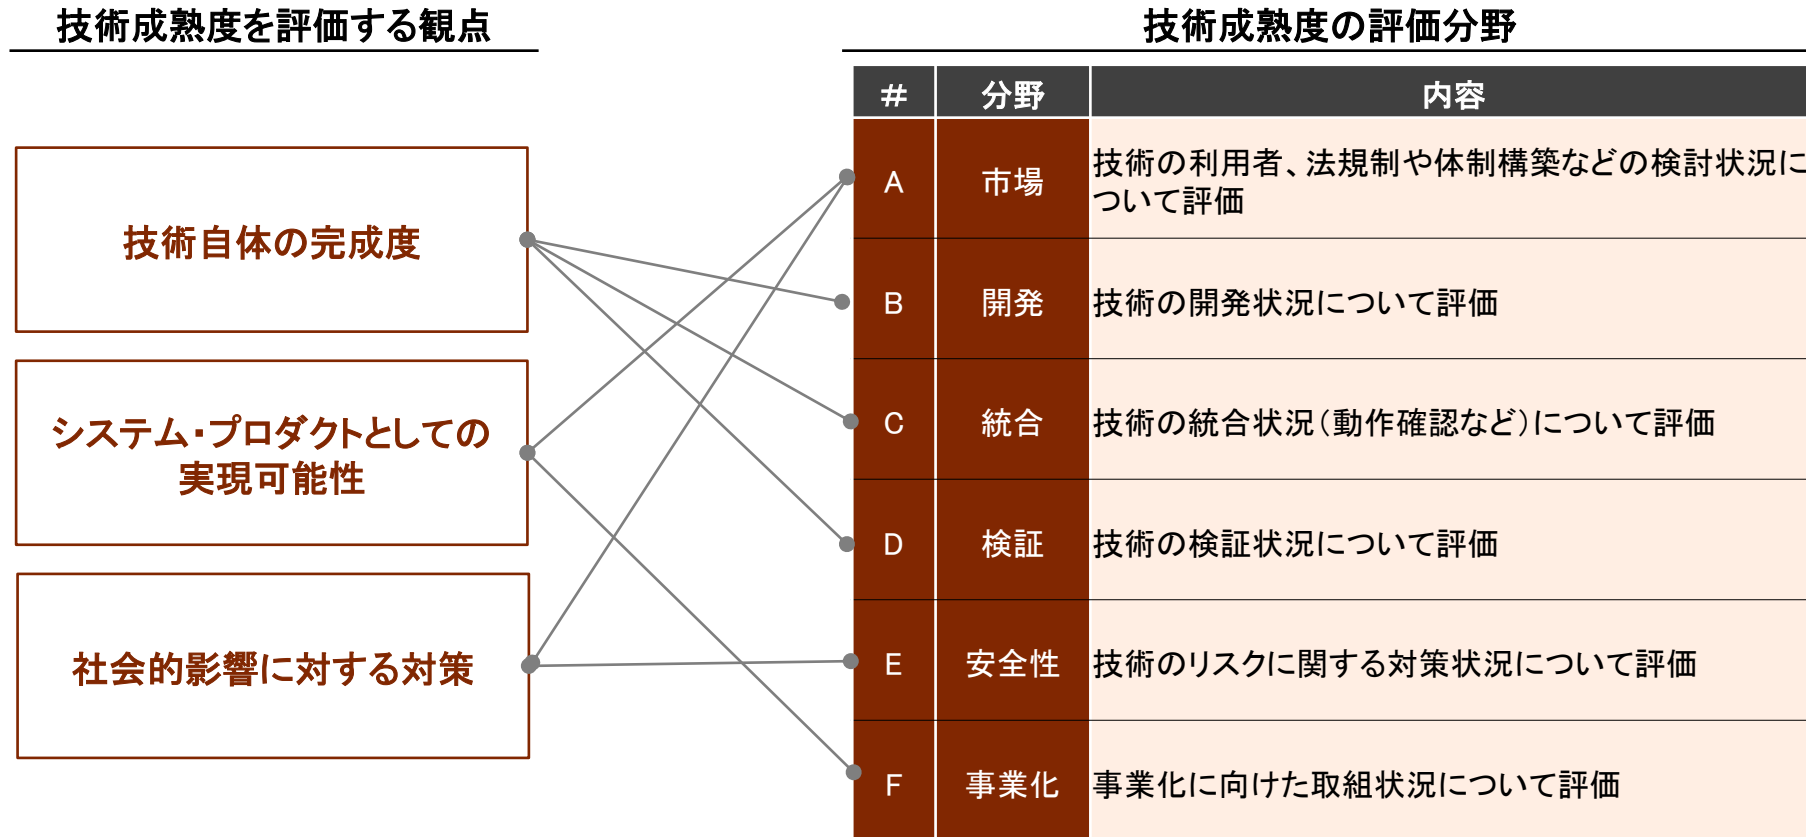 技術成熟度を評価する観点
技術自体の完成度
システム・プロダクトとしての
実現可能性
社会的影響に対する対策
技術成熟度の評価分野
# 分野 内容
A 市場 技術の利用者、法規制や体制構築などの検討状況に
ついて評価
B 開発 技術の開発状況について評価
C 統合 技術の統合状況(動作確認など)について評価
D 検証 技術の検証状況について評価
E 安全性 技術のリスクに関する対策状況について評価
F 事業化 事業化に向けた取組状況について評価